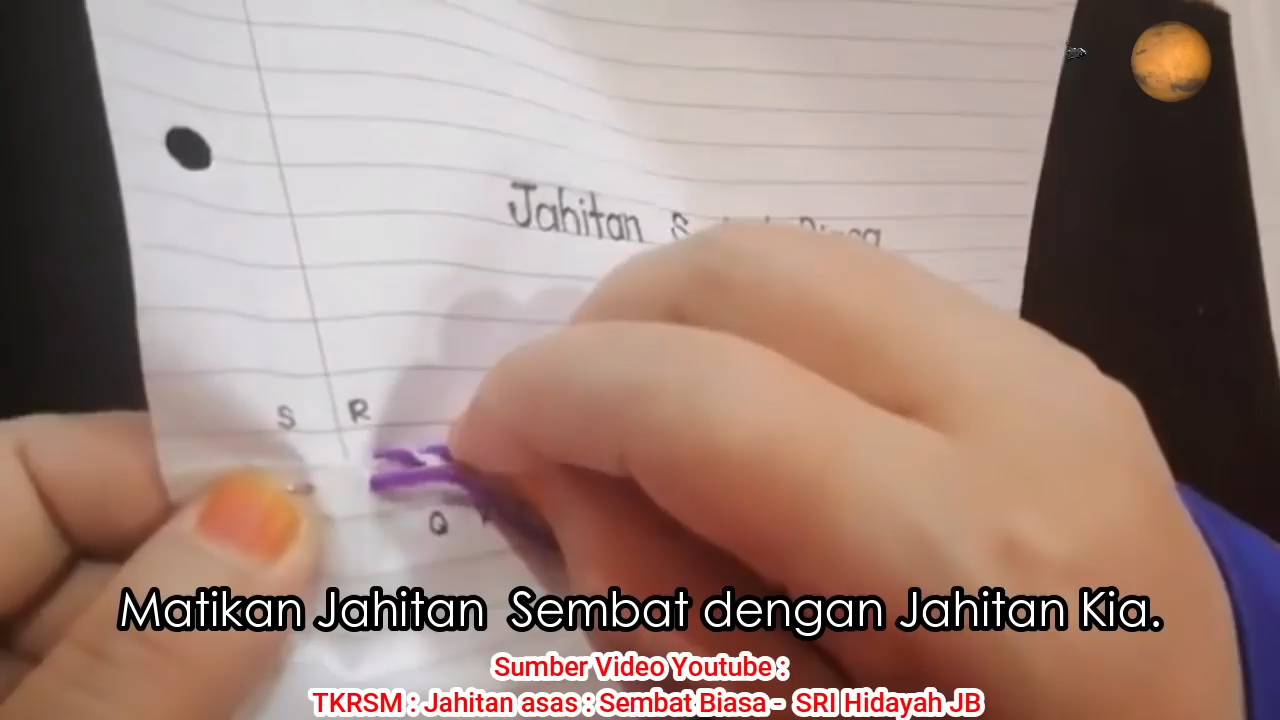 Jahitan S
S R
Q
Matikan Jahitan Sembat dengan Jahitan Kia.
Sumber Video Youtube :
TKRSM : Jahitan asas : Sembat Biasa - SRI Hidayah JB